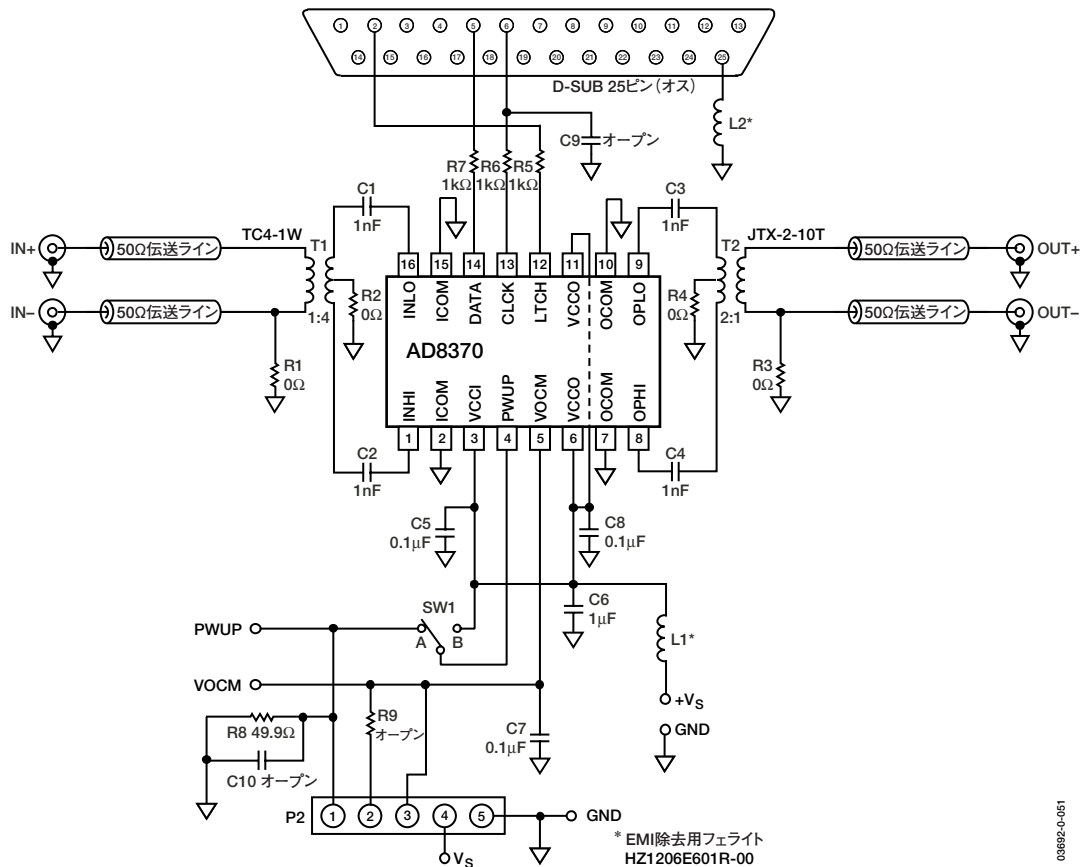 1 2 3 4 5 6 7 8 9 10 11 12 13
14 15 16 17 18 19 20 21 22 23 24 25
D-SUB 25ピン（オス）
L2*
C9 オープン
R7
1kΩ
R6
1kΩ
R5
1kΩ
C1
1nF
C3
1nF
IN+
50Ω伝送ライン
TC4-1W
T1
16 15 14 13 12 11 10 9
T2
JTX-2-10T
50Ω伝送ライン
OUT+
INLO
ICOM
DATA
CLCK
LTCH
VCCO
OCOM
OPLO
R2
0Ω
R4
0Ω
IN–
50Ω伝送ライン
1:4
2:1
50Ω伝送ライン
OUT–
AD8370
R1
0Ω
R3
0Ω
INHI
ICOM
VCCI
PWUP
VOCM
VCCO
OCOM
OPHI
1 2 3 4 5 6 7 8
C2
1nF
C4
1nF
C5
0.1µF
C8
0.1µF
SW1
A B
C6
1µF
PWUP
L1*
VOCM
+VS
R9
オープン
R8 49.9Ω
C7
0.1µF
GND
C10 オープン
P2
1 2 3 4 5
GND
VS
* EMI除去用フェライト
HZ1206E601R-00
03692-0-051